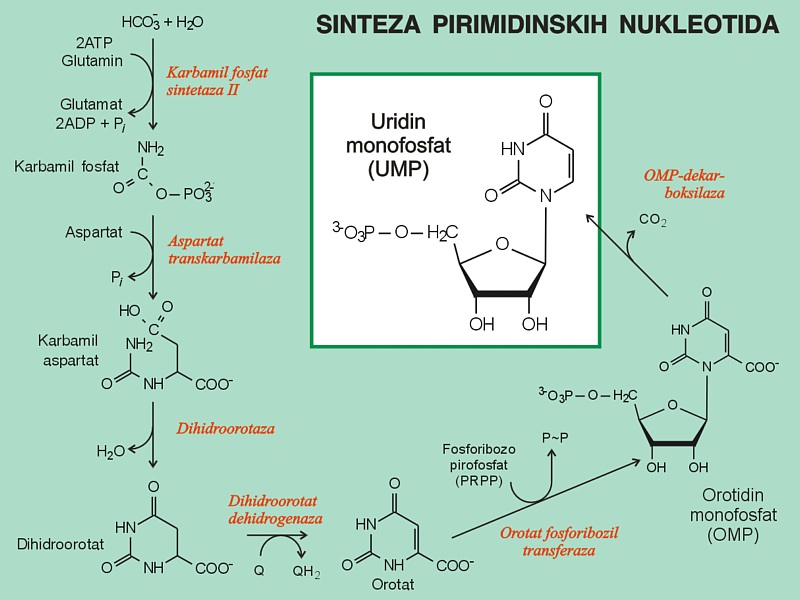 SINTEZA PIRIMIDINSKIH NUKLEOTIDA
HCO3- + H2O
2ATP
Glutamin
Karbamil fosfat
sintetaza II
Glutamat
2ADP + Pi
Karbamil fosfat
NH2
C
O
O — PO3 2-
Aspartat
Aspartat
transkarbamilaza
Pi
Karbamil
aspartat
HO
O
C
NH2
O
NH
COO-
H2O
Dihidroorotaza
Dihidroorotat
O
HN
O
NH
COO-
Dihidroorotat
dehidrogenaza
Q
QH2
O
HN
O
NH
COO-
Orotat
Fosforibozo
pirofosfat
(PRPP)
P~P
Orotat fosforibozil
transferaza
O
HN
O
N
COO-
3-O3P — O — H2C
O
OH
OH
Orotidin
monofosfat
(OMP)
OMP-dekar-
boksilaza
CO2
Uridin
monofosfat
(UMP)
O
HN
O
N
3-O3P — O — H2C
O
OH
OH